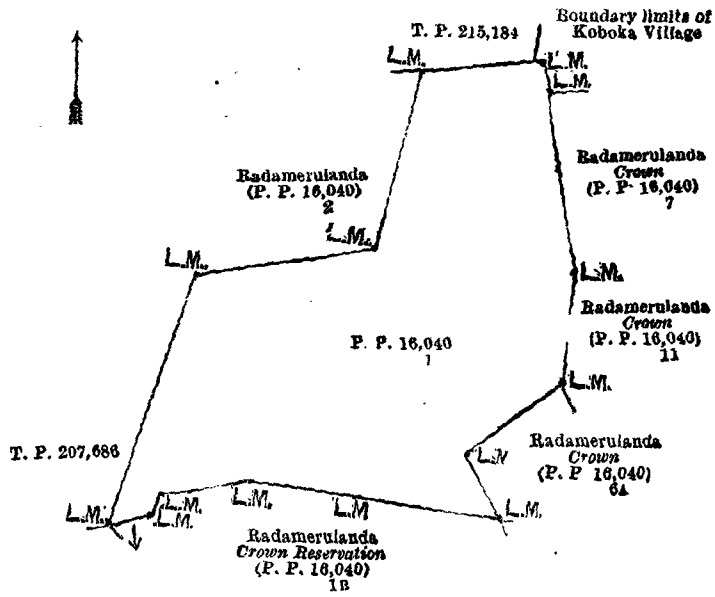 T. P. 215,184
Boundary limits of
Koboka Village
L.M.
L.M.
L.M.
Radamerulanda
Crown
(P. P. 16,040)
7
Radamerulanda
(P. P. 16,040)
2
L.M.
L.M.
L.M.
Radamerulanda
Crown
(P. P. 16,040)
11
P. P. 16,040
1
L.M.
T. P. 207,686
L.M
Radamerulanda
Crown
(P. P 16,040)
6A
L.M.
L.M.
L.M.
L.M.
L.M
L.M.
Radamerulanda
Crown Reservation
(P. P. 16,040)
1B